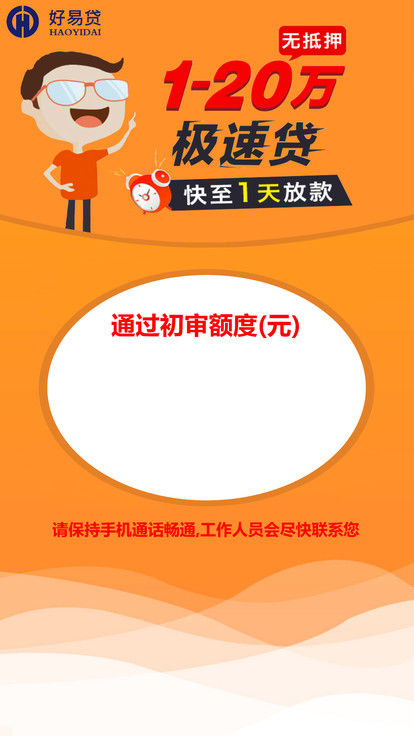 好易贷
HAOYIDAI
无抵押
1-20万
极速贷
快至1天放款
通过初审额度(元)
请保持手机通话畅通,工作人员会尽快联系您